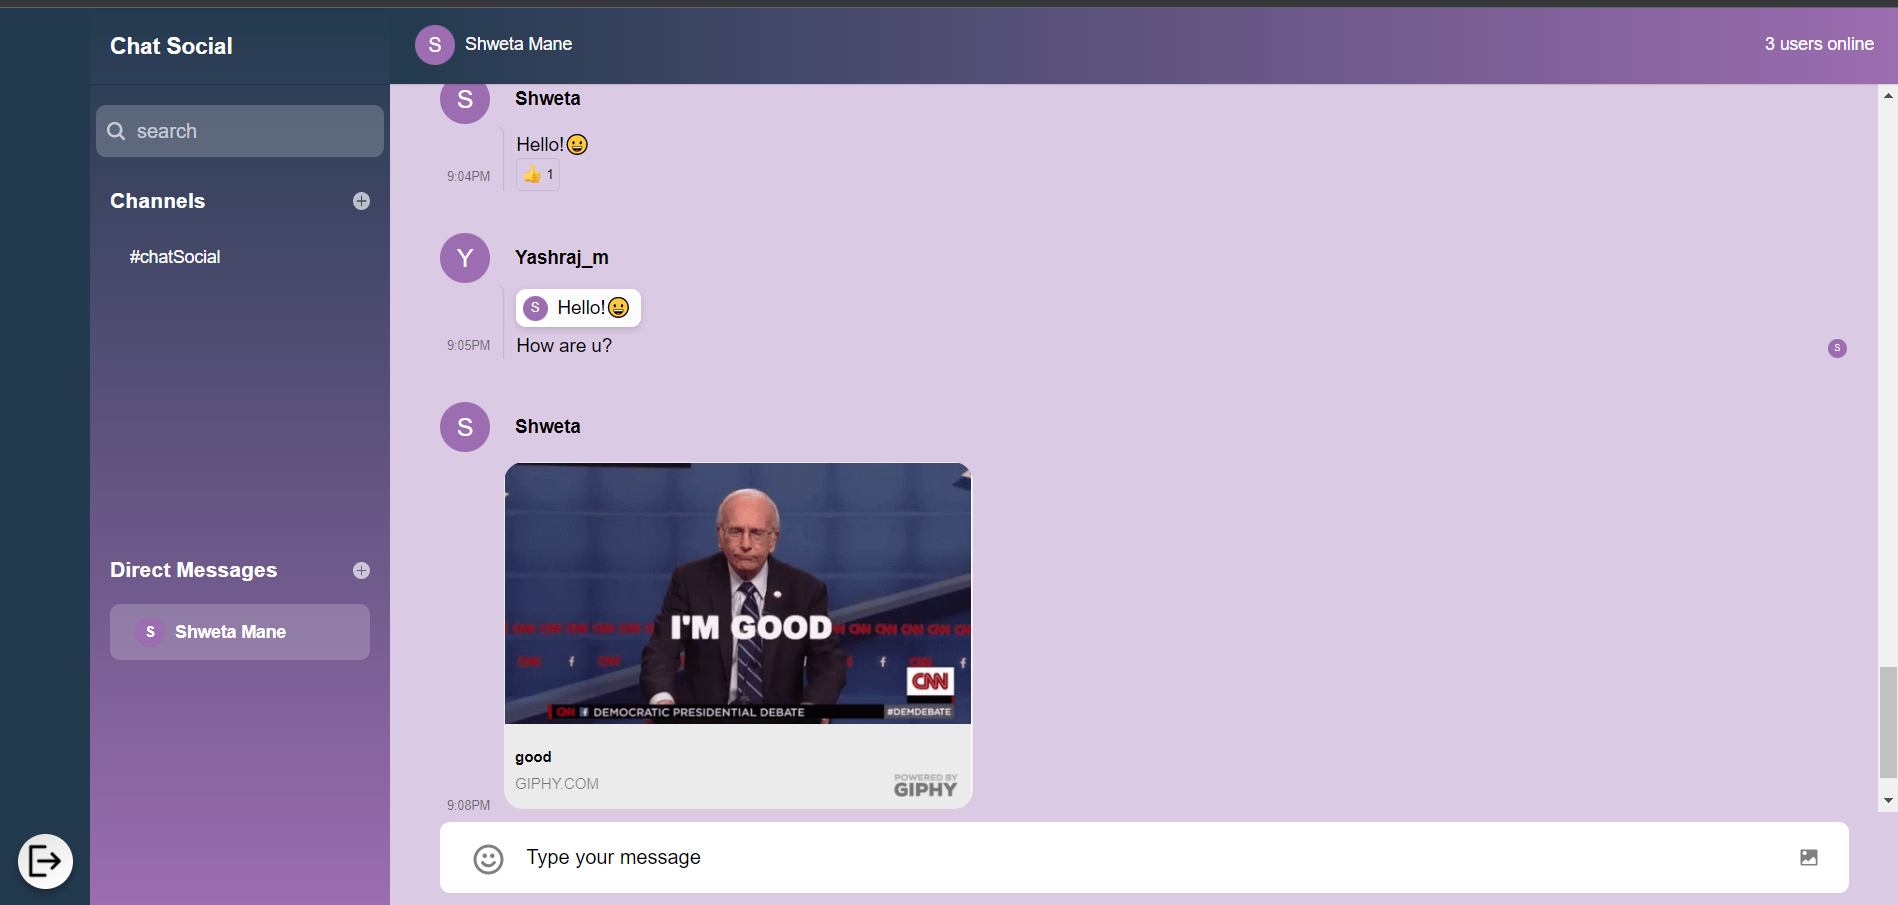 Chat Social
search
Channels
#chatSocial
Direct Messages
S Shweta Mane
S Shweta Mane
3 users online
S Shweta
Hello!😀
9:04PM 👍 1
Y Yashraj_m
S Hello!😀
9:05PM How are u?
S
S Shweta
I'M GOOD
CNN
CNN f DEMOCRATIC PRESIDENTIAL DEBATE #DEMDEBATE
good
GIPHY.COM
POWERED BY
GIPHY
9:08PM
Type your message